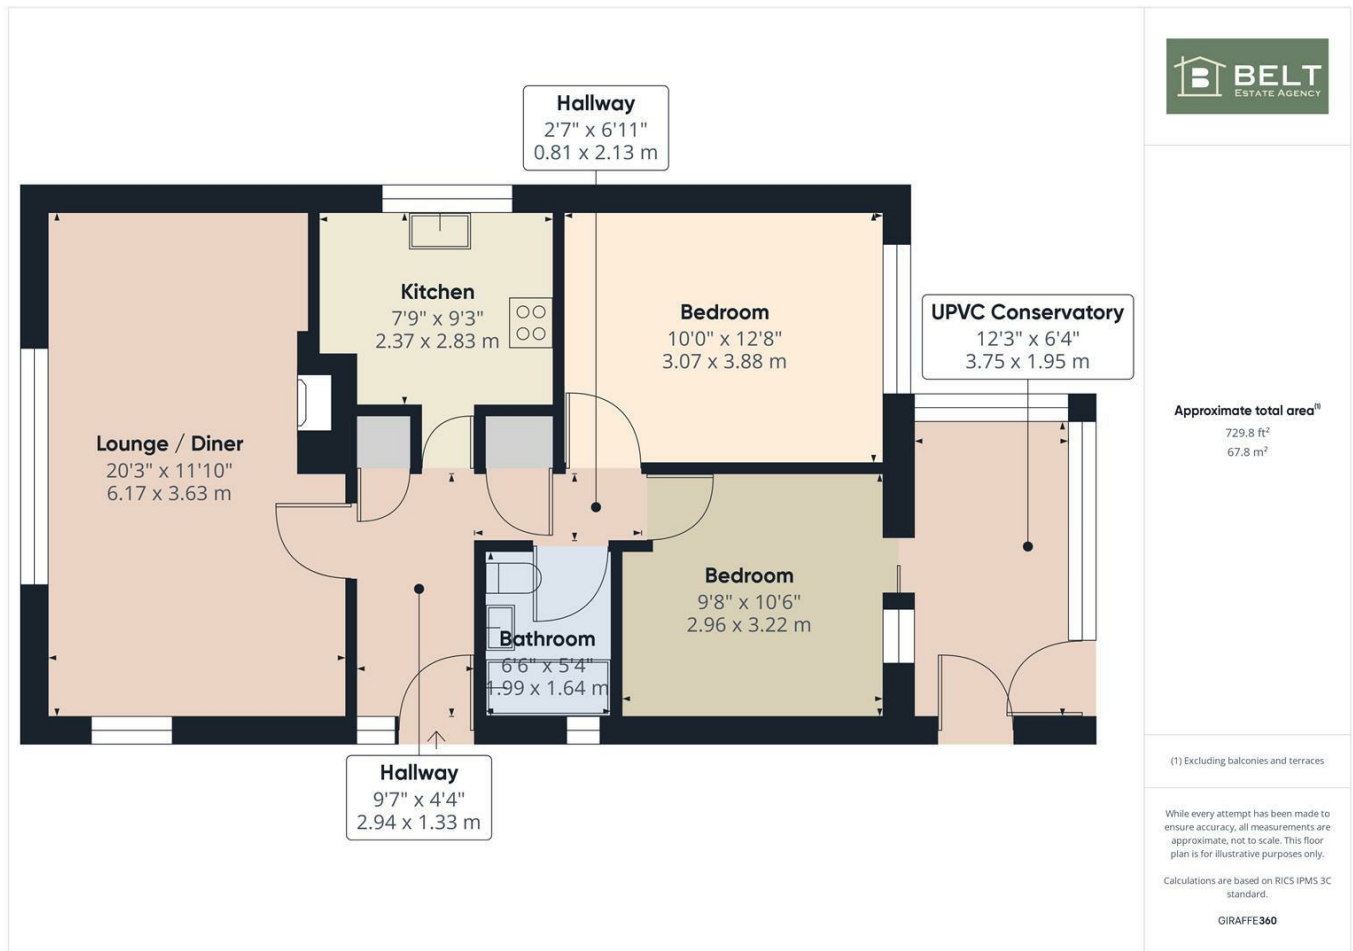 Hallway
2'7" x 6'11"
0.81 x 2.13 m
Kitchen
7'9" x 9'3"
2.37 x 2.83 m
Bedroom
10'0" x 12'8"
3.07 x 3.88 m
UPVC Conservatory
12'3" x 6'4"
3.75 x 1.95 m
Lounge / Diner
20'3" x 11'10"
6.17 x 3.63 m
Bedroom
9'8" x 10'6"
2.96 x 3.22 m
Bathroom
6'6" x 5'4"
1.99 x 1.64 m
Hallway
9'7" x 4'4"
2.94 x 1.33 m
B BELT
ESTATE AGENCY
Approximate total area(1)
729.8 ft²
67.8 m²
(1) Excluding balconies and terraces
While every attempt has been made to
ensure accuracy, all measurements are
approximate, not to scale. This floor
plan is for illustrative purposes only.
Calculations are based on RICS IPMS 3C
standard.
GIRAFFE360